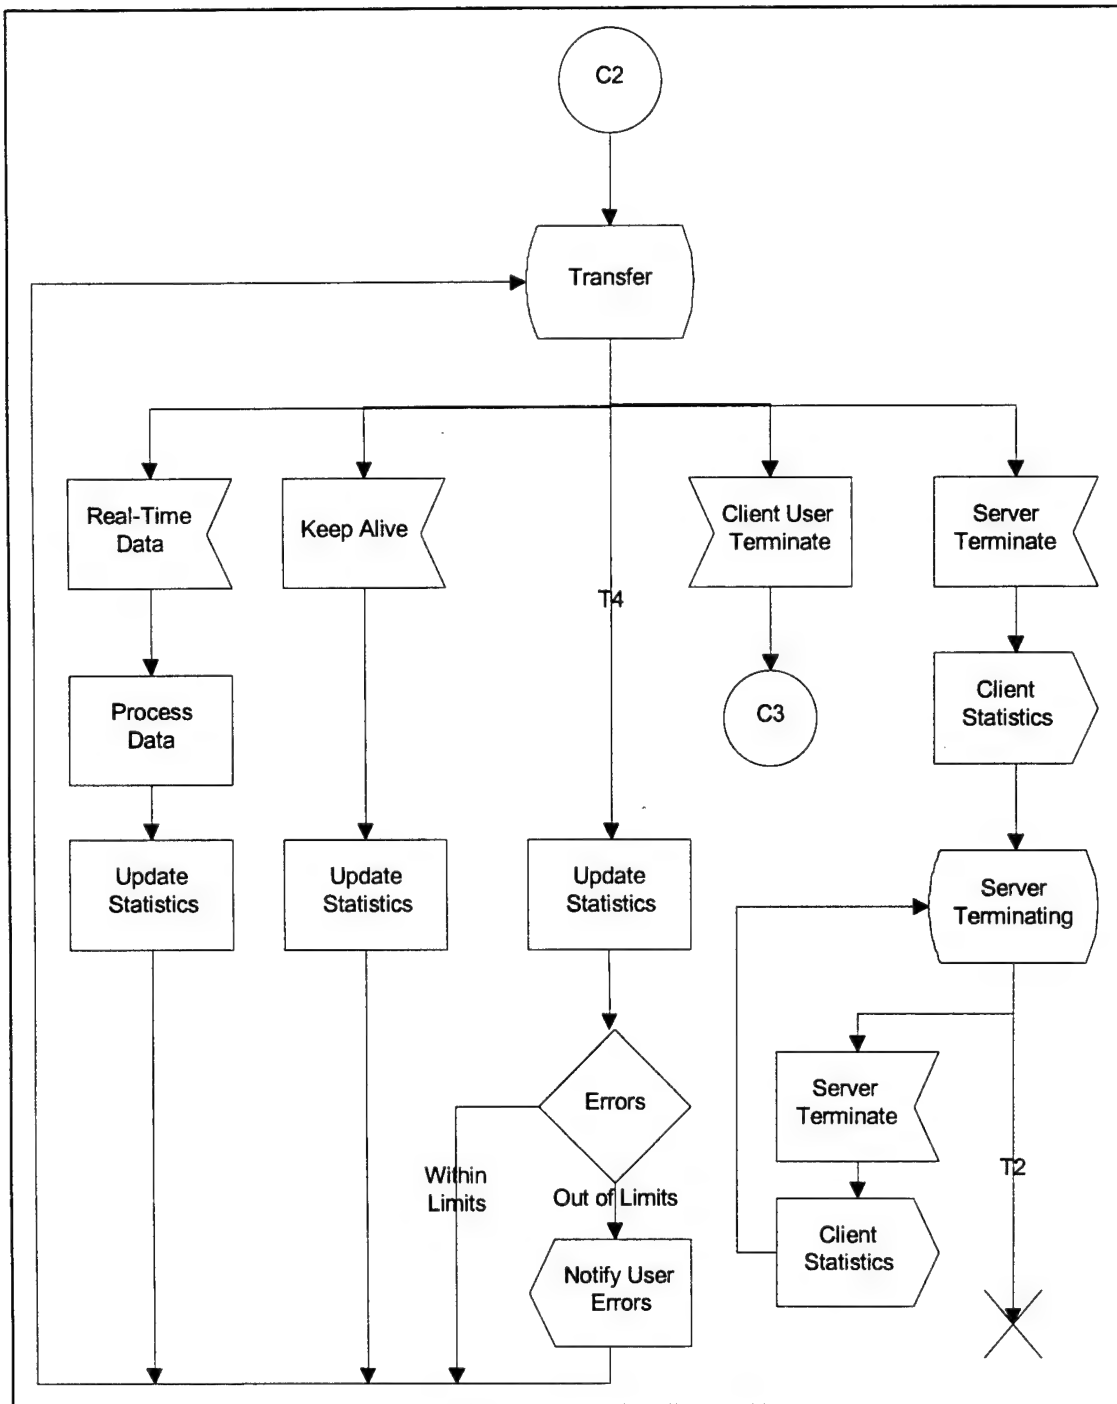 C2
Transfer
Real-Time
Data
Keep Alive
Client User
Terminate
Server
Terminate
T4
Process
Data
C3
Client
Statistics
Update
Statistics
Update
Statistics
Update
Statistics
Server
Terminating
Errors
Server
Terminate
Within
Limits
Out of Limits
T2
Client
Statistics
Notify User
Errors